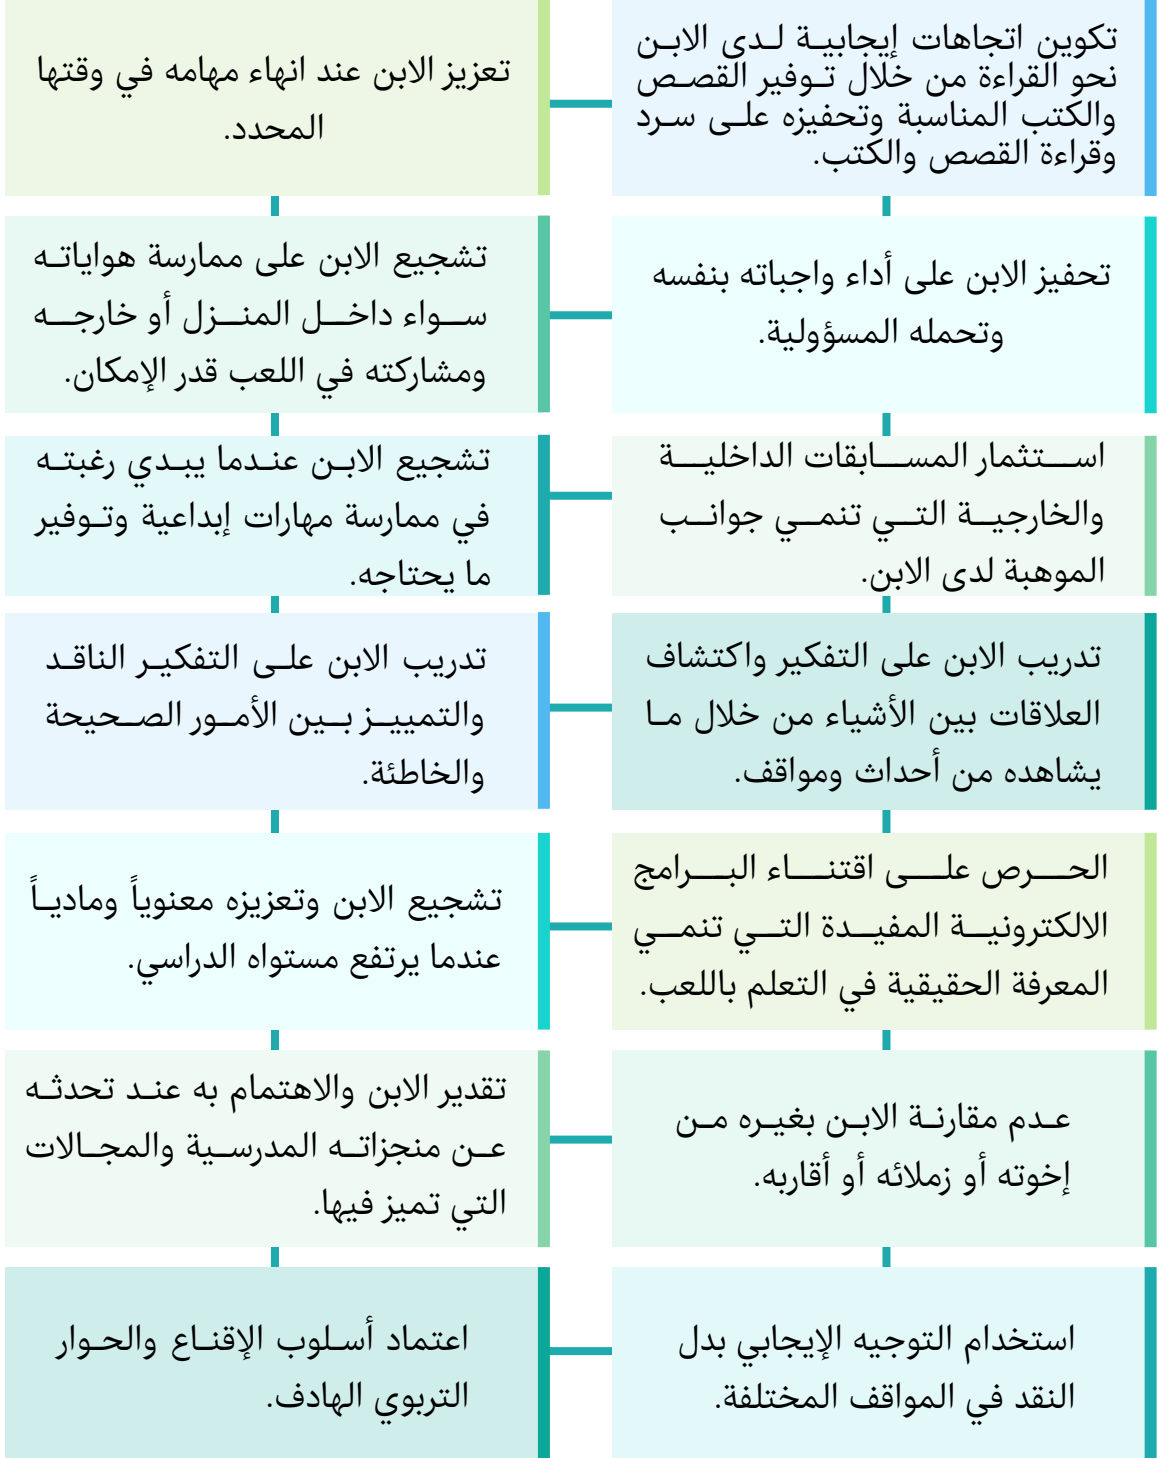 تكوين اتجاهات إيجابية لدى الابن
نحو القراءة من خلال توفير القصص
والكتب المناسبة وتحفيزه على سرد
وقراءة القصص والكتب.
تعزيز الابن عند انهاء مهامه في وقتها
المحدد.
تحفيز الابن على أداء واجباته بنفسه
وتحمله المسؤولية.
تشجيع الابن على ممارسة هواياته
سواء داخل المنزل أو خارجه
ومشاركته في اللعب قدر الإمكان.
استثمار المسابقات الداخلية
والخارجية التي تنمي جوانب
الموهبة لدى الابن.
تشجيع الابن عندما يبدي رغبته
في ممارسة مهارات إبداعية وتوفير
ما يحتاجه.
تدريب الابن على التفكير واكتشاف
العلاقات بين الأشياء من خلال ما
يشاهده من أحداث ومواقف.
تدريب الابن على التفكير الناقد
والتمييز بين الأمور الصحيحة
والخاطئة.
الحرص على اقتناء البرامج
الالكترونية المفيدة التي تنمي
المعرفة الحقيقية في التعلم باللعب.
تشجيع الابن وتعزيزه معنوياً ومادياً
عندما يرتفع مستواه الدراسي.
عدم مقارنة الابن بغيره من
إخوته أو زملائه أو أقاربه.
تقدير الابن والاهتمام به عند تحدثه
عن منجزاته المدرسية والمجالات
التي تميز فيها.
استخدام التوجيه الإيجابي بدل
النقد في المواقف المختلفة.
اعتماد أسلوب الإقناع والحوار
التربوي الهادف.